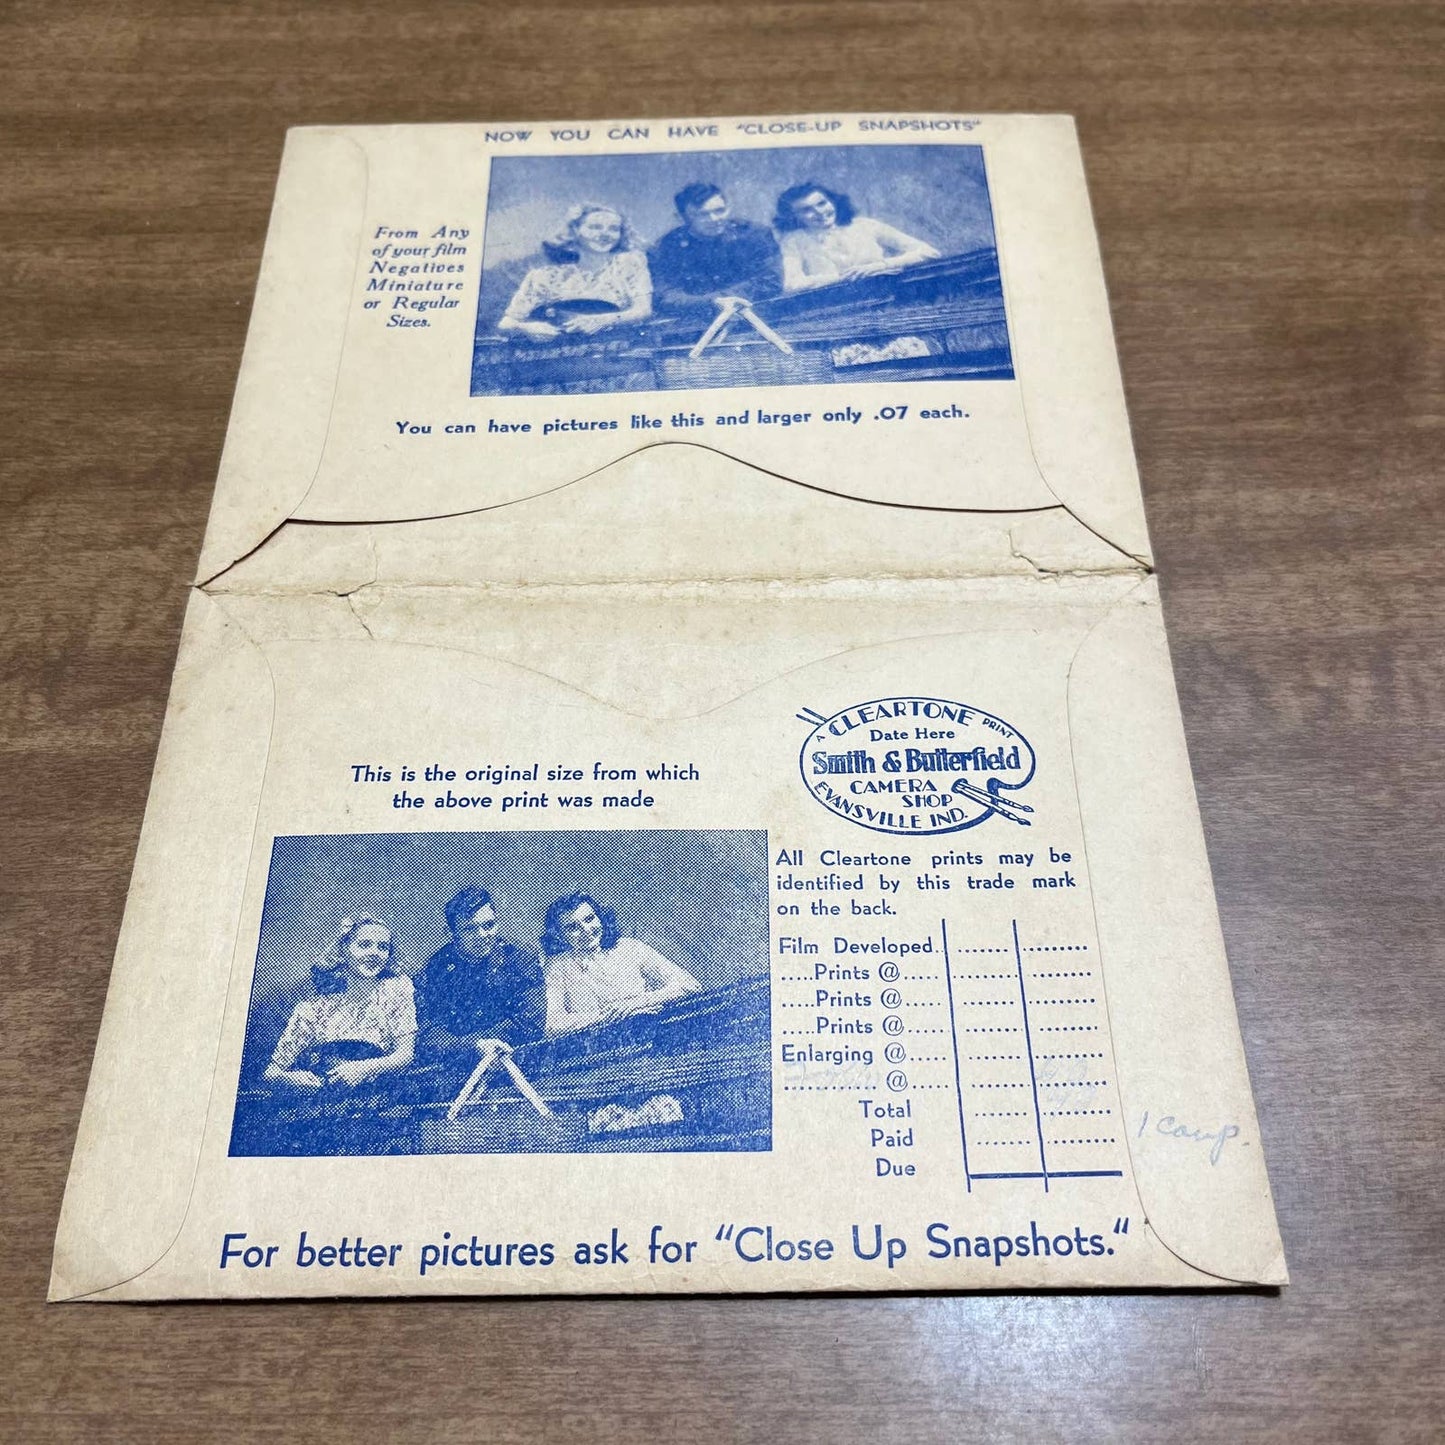 NOW YOU CAN HAVE "CLOSE-UP SNAPSHOTS"
From Any
of your film
Negatives
Miniature
or Regular
Sizes.
You can have pictures like this and larger only .07 each.
This is the original size from which
the above print was made
A CLEARTONE PRINT
Date Here
Smith & Butterfield
CAMERA
SHOP
EVANSVILLE IND.
All Cleartone prints may be
identified by this trade mark
on the back.
Film Developed..
.....Prints @.....
.....Prints @.....
.....Prints @.....
Enlarging @.....
............ @.....
Total
Paid
Due
1 comp.
For better pictures ask for "Close Up Snapshots."